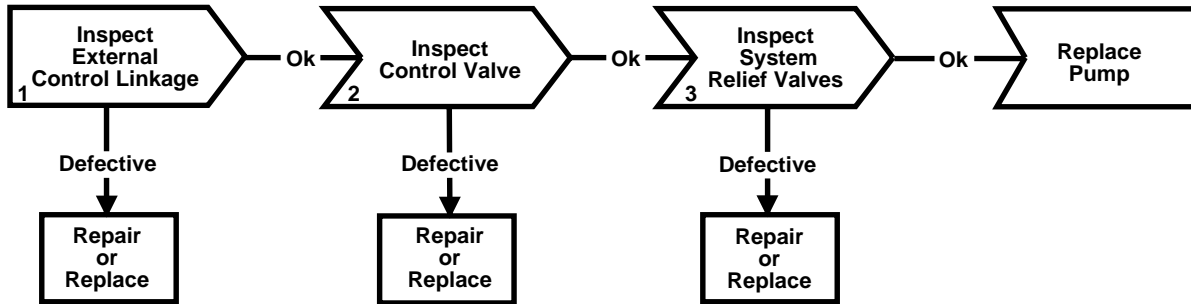 Inspect
External
Control Linkage
1
Ok
Inspect
Control Valve
2
Ok
Inspect
System
Relief Valves
3
Ok
Replace
Pump
Defective
Defective
Defective
Repair
or
Replace
Repair
or
Replace
Repair
or
Replace